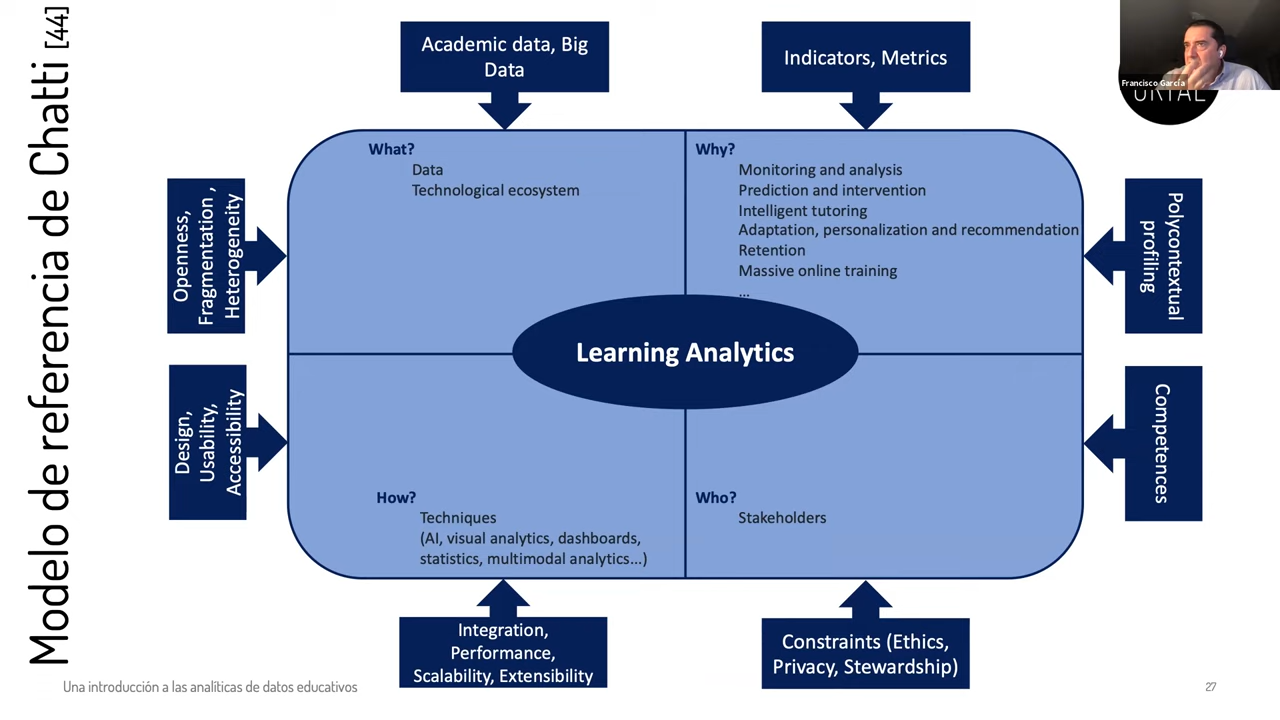 Modelo de referencia de Chatti [44]
Academic data, Big
Data
Indicators, Metrics
Francisco García
What?
Data
Technological ecosystem
Why?
Monitoring and analysis
Prediction and intervention
Intelligent tutoring
Adaptation, personalization and recommendation
Retention
Massive online training
...
Openness,
Fragmentation ,
Heterogeneity
Polycontextual
profiling
Learning Analytics
Design,
Usability,
Accessibility
Competences
How?
Techniques
(AI, visual analytics, dashboards,
statistics, multimodal analytics...)
Who?
Stakeholders
Integration,
Performance,
Scalability, Extensibility
Constraints (Ethics,
Privacy, Stewardship)
Una introducción a las analíticas de datos educativos
27